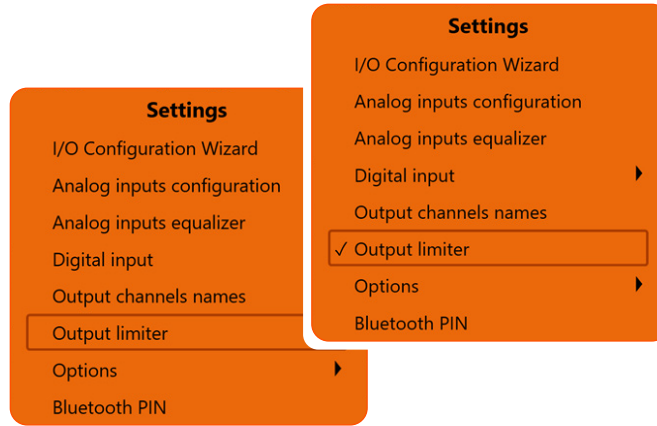 Settings
I/O Configuration Wizard
Analog inputs configuration
Analog inputs equalizer
Digital input
Output channels names
Output limiter
Options
Bluetooth PIN
Settings
I/O Configuration Wizard
Analog inputs configuration
Analog inputs equalizer
Digital input
Output channels names
✓ Output limiter
Options
Bluetooth PIN